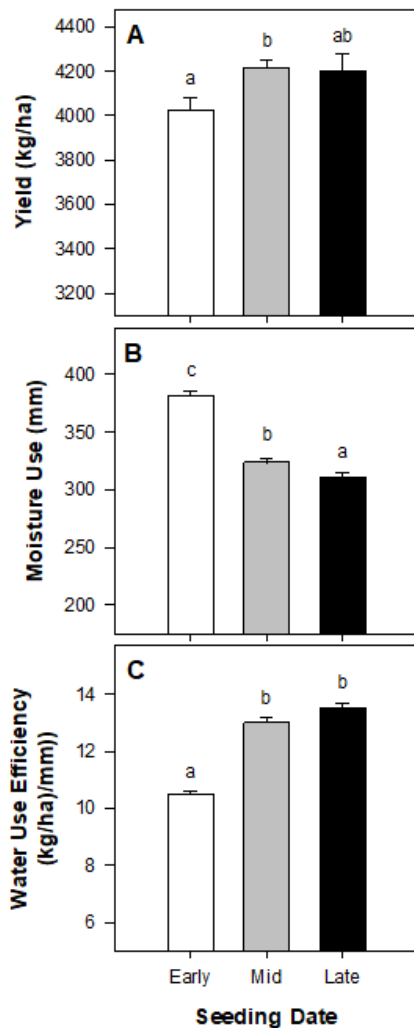 A
4400
4200
4000
3800
3600
3400
3200
Yield (kg/ha)
a
b
ab
B
400
350
300
250
200
Moisture Use (mm)
c
b
a
C
14
12
10
8
6
Water Use Efficiency
(kg/ha)/mm))
a
b
b
Early Mid Late
Seeding Date